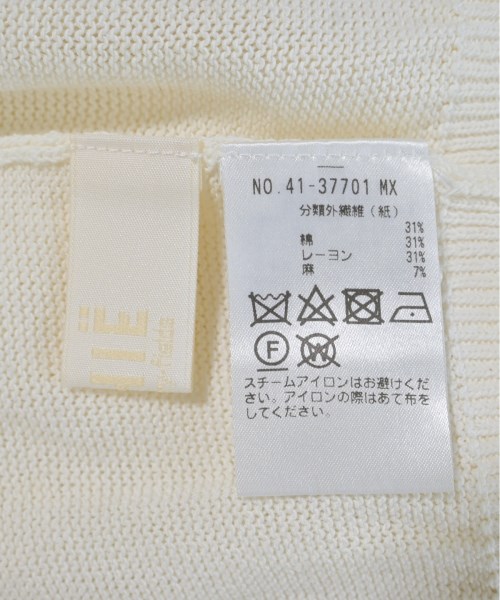 NO. 41-37701 MX
分類外繊維(紙)
31%
綿 31%
レーヨン 31%
麻 7%
F W
スチームアイロンはお避けくだ
さい。アイロンの際はあて布を
してください。